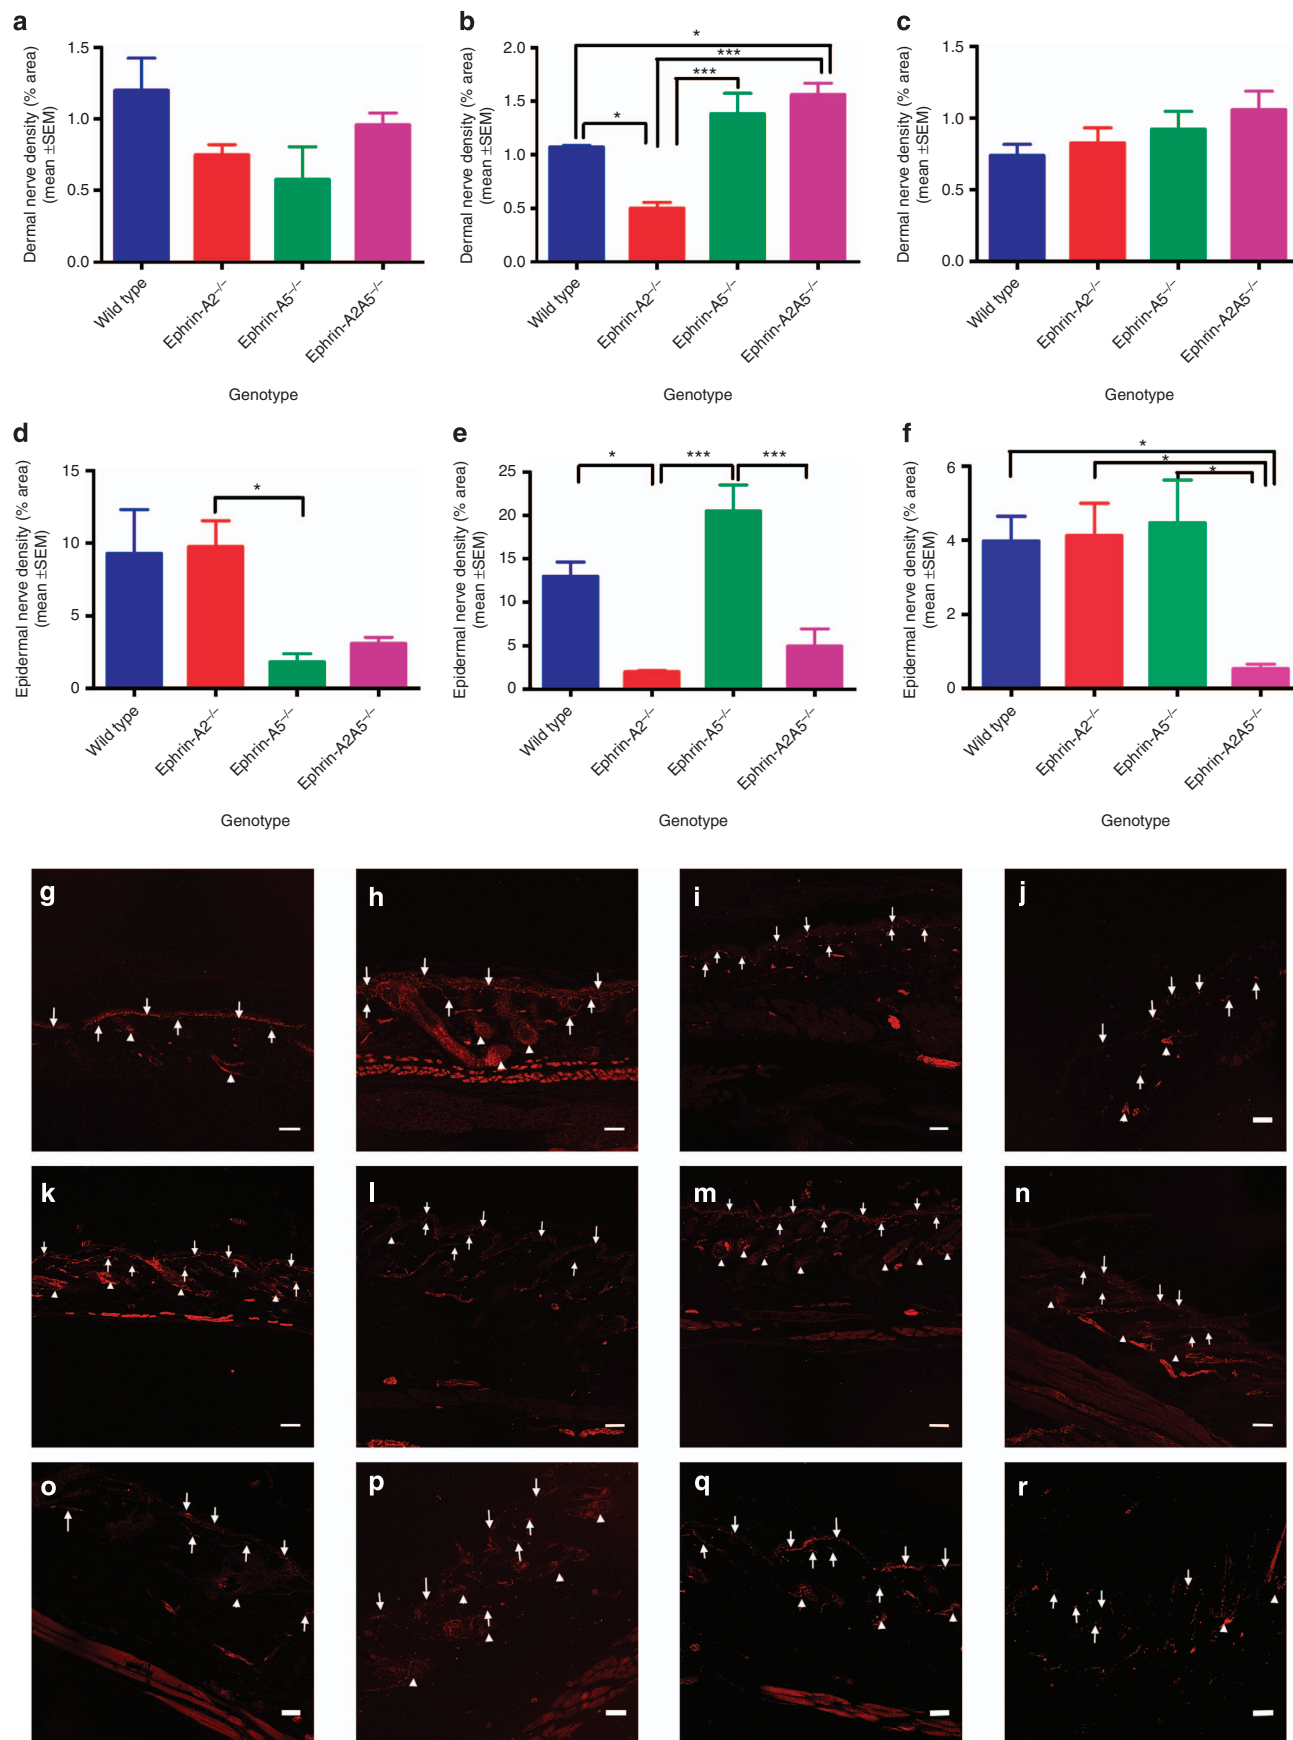 a
Dermal nerve density (% area)
(mean ±SEM)
1.5
1.0
0.5
0.0
Wild type
Ephrin-A2−/−
Ephrin-A5−/−
Ephrin-A2A5−/−
Genotype
b
Dermal nerve density (% area)
(mean ±SEM)
2.0
1.5
1.0
0.5
0.0
*
***
***
*
Wild type
Ephrin-A2−/−
Ephrin-A5−/−
Ephrin-A2A5−/−
Genotype
c
Dermal nerve density (% area)
(mean ±SEM)
1.5
1.0
0.5
0.0
Wild type
Ephrin-A2−/−
Ephrin-A5−/−
Ephrin-A2A5−/−
Genotype
d
Epidermal nerve density (% area)
(mean ±SEM)
15
10
5
0
*
Wild type
Ephrin-A2−/−
Ephrin-A5−/−
Ephrin-A2A5−/−
Genotype
e
Epidermal nerve density (% area)
(mean ±SEM)
25
20
15
10
5
0
*
***
***
Wild type
Ephrin-A2−/−
Ephrin-A5−/−
Ephrin-A2A5−/−
Genotype
f
Epidermal nerve density (% area)
(mean ±SEM)
6
4
2
0
*
*
*
Wild type
Ephrin-A2−/−
Ephrin-A5−/−
Ephrin-A2A5−/−
Genotype
g
h
i
j
k
l
m
n
o
p
q
r